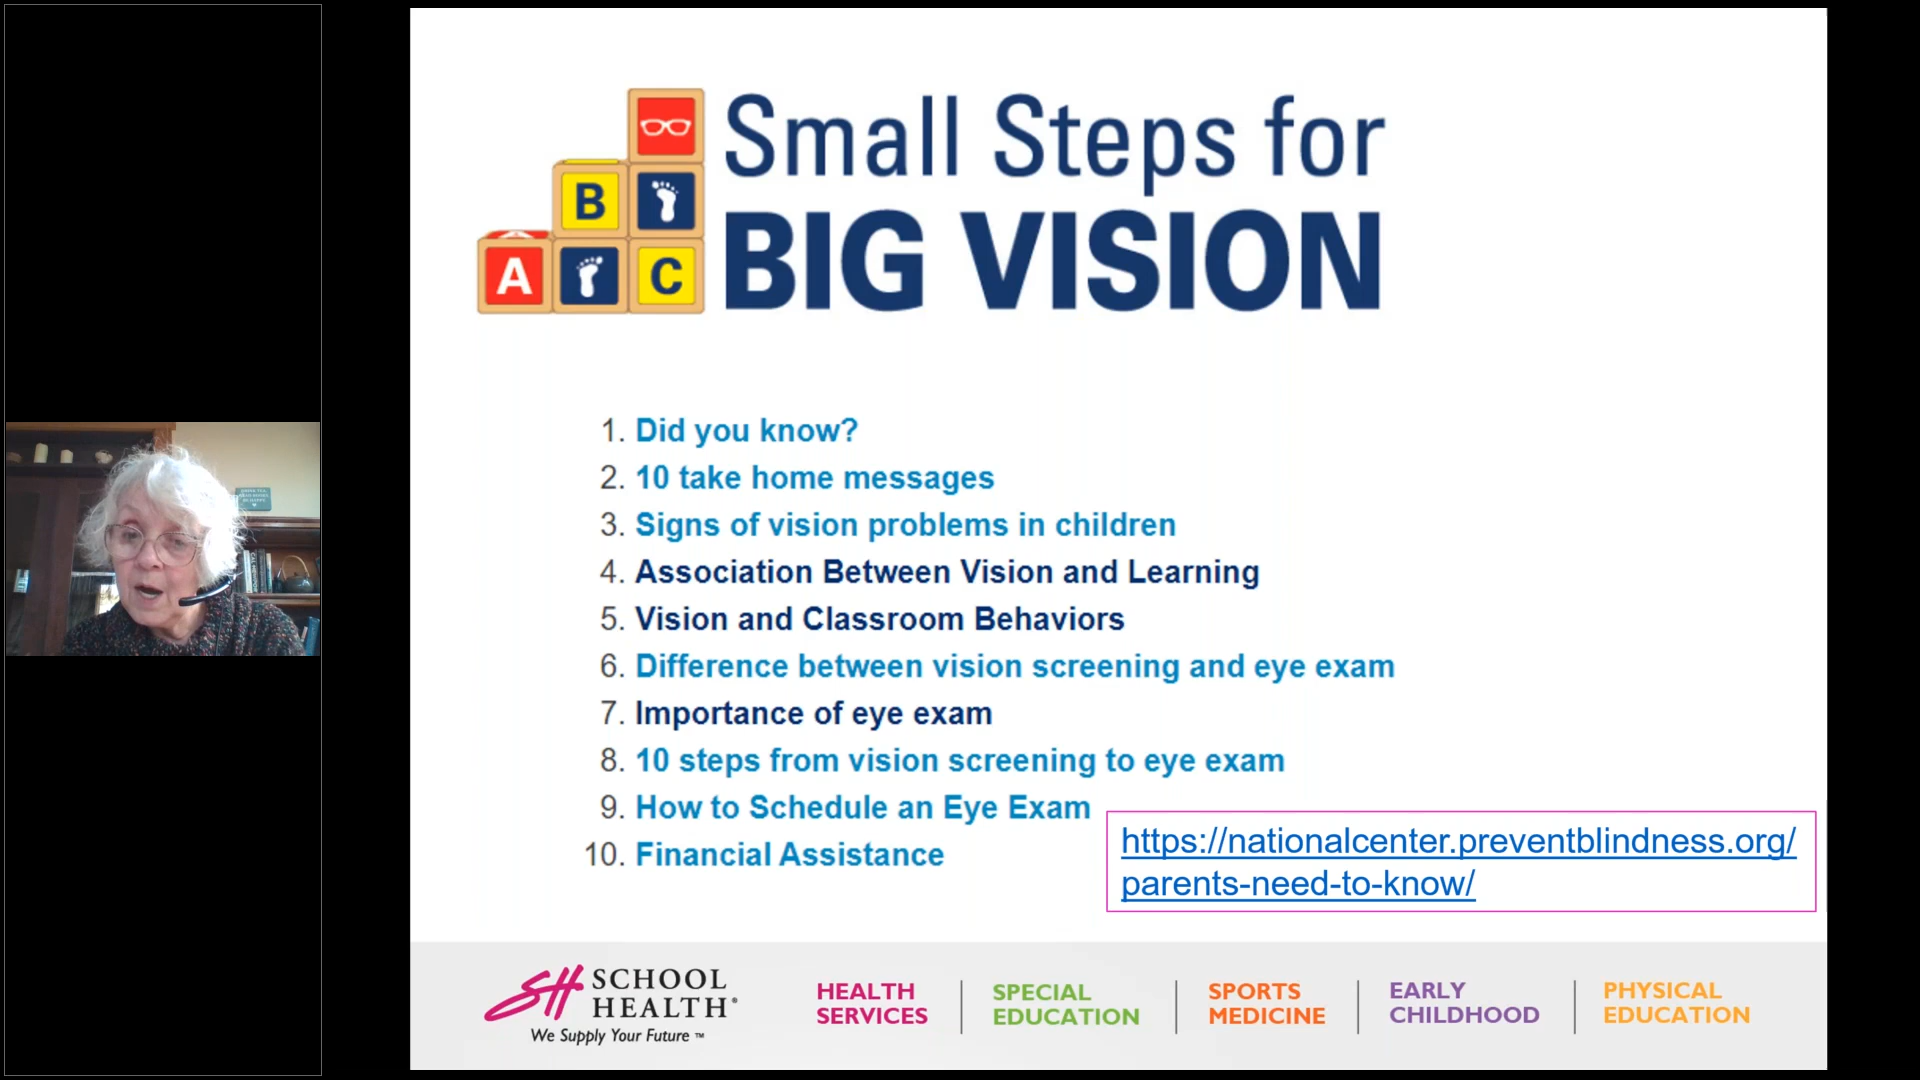 Small Steps for
BIG VISION
B
A
C
1. Did you know?
2. 10 take home messages
3. Signs of vision problems in children
4. Association Between Vision and Learning
5. Vision and Classroom Behaviors
6. Difference between vision screening and eye exam
7. Importance of eye exam
8. 10 steps from vision screening to eye exam
9. How to Schedule an Eye Exam
10. Financial Assistance
https://nationalcenter.preventblindness.org/
parents-need-to-know/
SCHOOL
HEALTH®
We Supply Your Future ™
HEALTH
SERVICES
SPECIAL
EDUCATION
SPORTS
MEDICINE
EARLY
CHILDHOOD
PHYSICAL
EDUCATION